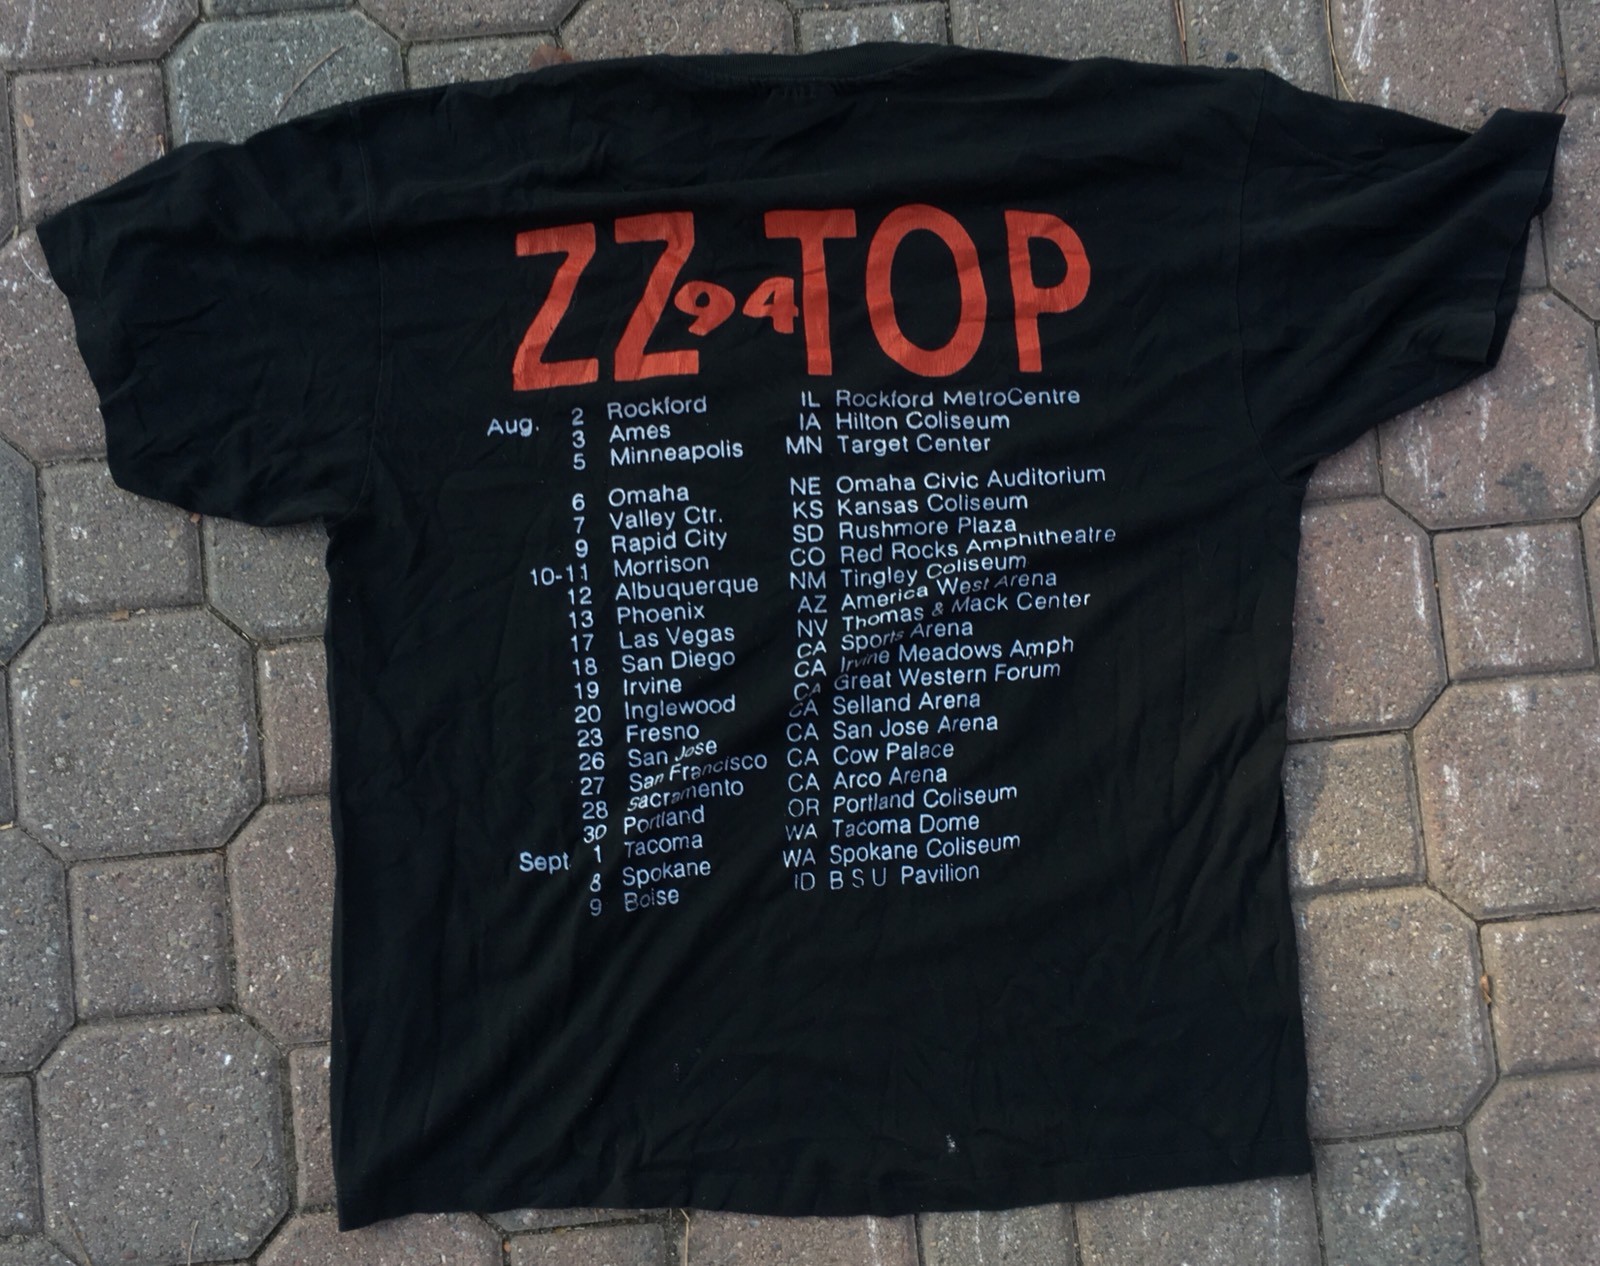 ZZ 94 TOP
Aug. 2 Rockford IL Rockford MetroCentre
3 Ames IA Hilton Coliseum
5 Minneapolis MN Target Center
6 Omaha NE Omaha Civic Auditorium
7 Valley Ctr. KS Kansas Coliseum
9 Rapid City SD Rushmore Plaza
10-11 Morrison CO Red Rocks Amphitheatre
12 Albuquerque NM Tingley Coliseum
13 Phoenix AZ America West Arena
17 Las Vegas NV Thomas & Mack Center
18 San Diego CA Sports Arena
19 Irvine CA Irvine Meadows Amph
20 Inglewood CA Great Western Forum
23 Fresno CA Selland Arena
26 San Jose CA San Jose Arena
27 San Francisco CA Cow Palace
28 Sacramento CA Arco Arena
30 Portland OR Portland Coliseum
Sept. 1 Tacoma WA Tacoma Dome
8 Spokane WA Spokane Coliseum
9 Boise ID B S U Pavilion